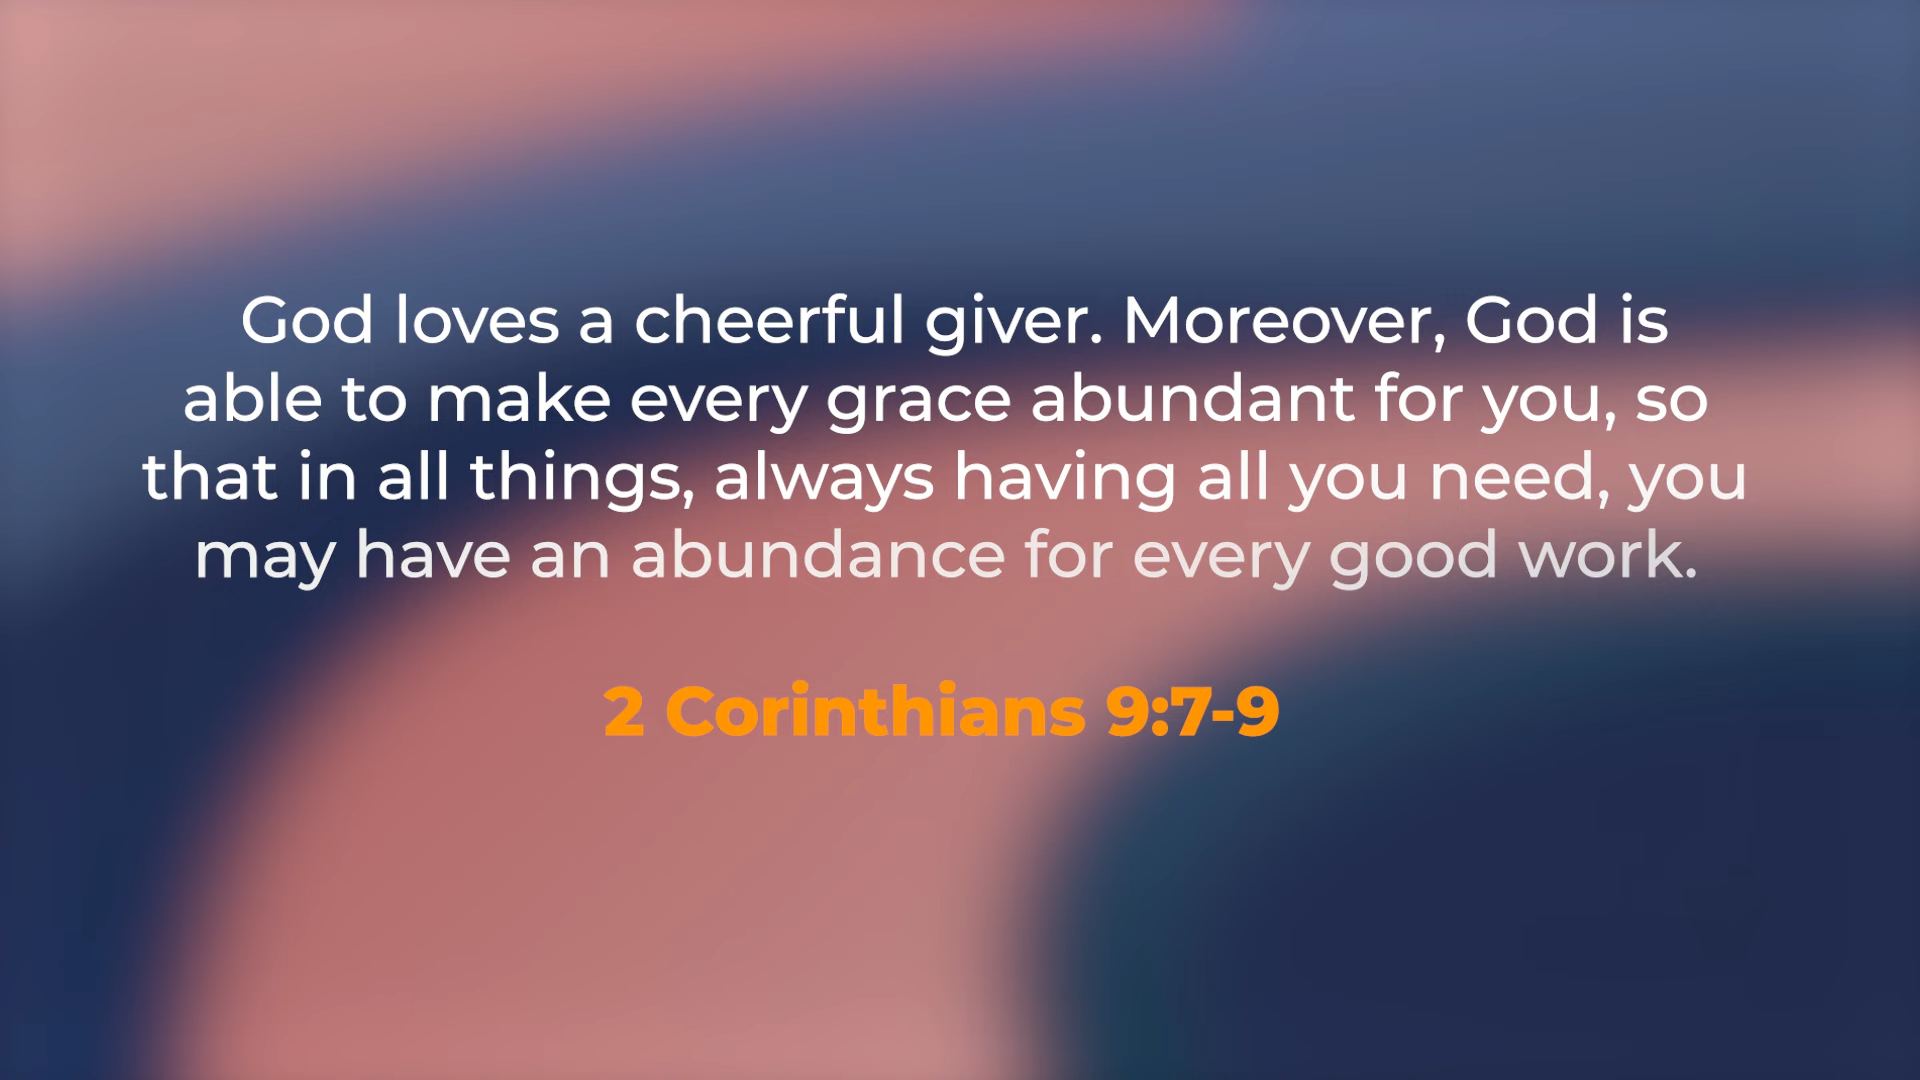 God loves a cheerful giver. Moreover, God is
able to make every grace abundant for you, so
that in all things, always having all you need, you
may have an abundance for every good work.
2 Corinthians 9:7-9